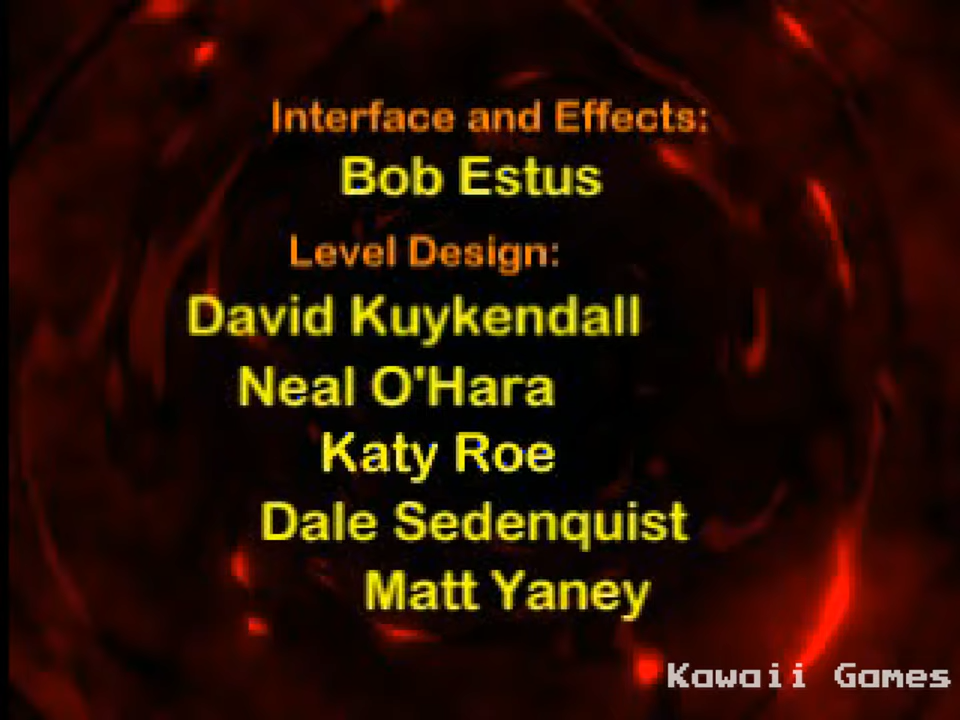 Interface and Effects:
Bob Estus
Level Design:
David Kuykendall
Neal O'Hara
Katy Roe
Dale Sedenquist
Matt Yaney
Kawaii Games